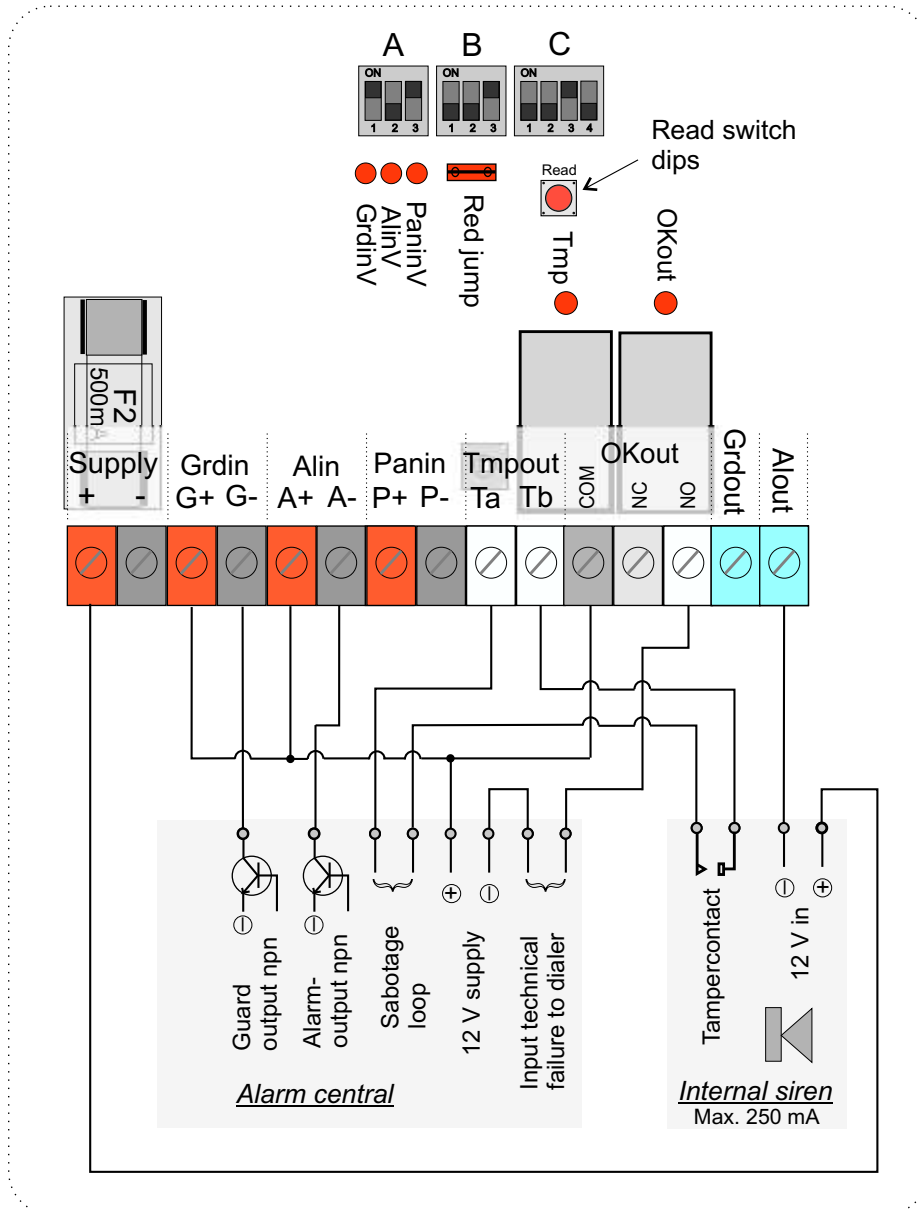 A B C
ON ON ON
1 2 3 1 2 3 1 2 3 4
Read switch
dips
Read
GrdinV
AlinV
PaninV
Red jump
Tmp
OKout
F2
500m A
Supply Grdin Alin Panin Tmpout OKout Grdout Alout
+ - G+ G- A+ A- P+ P- Ta Tb COM NC NO
Guard
output npn
Alarm-
output npn
Sabotage
loop
12 V supply
Input technical
failure to dialer
Alarm central
Tampercontact
12 V in
Internal siren
Max. 250 mA